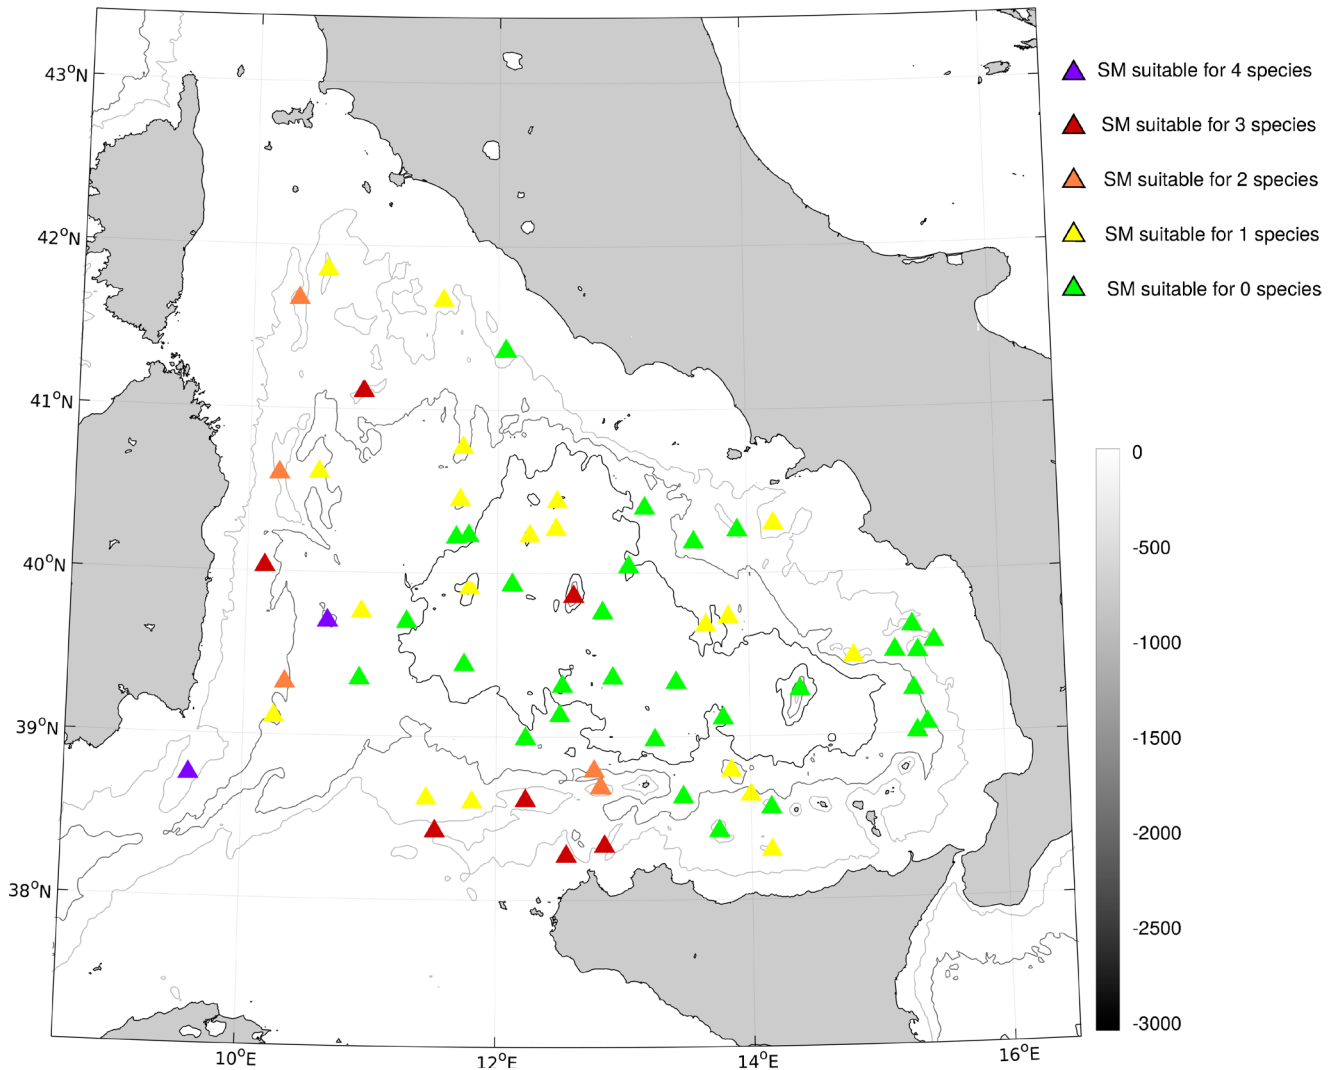 43°N
42°N
41°N
40°N
39°N
38°N
10°E
12°E
14°E
16°E
SM suitable for 4 species
SM suitable for 3 species
SM suitable for 2 species
SM suitable for 1 species
SM suitable for 0 species
0
-500
-1000
-1500
-2000
-2500
-3000